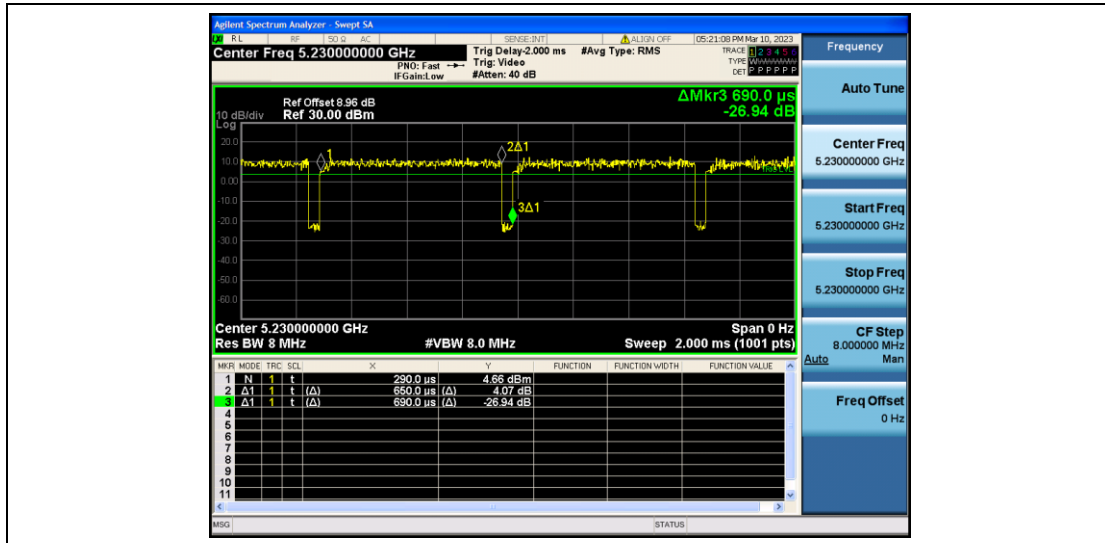 Agilent Spectrum Analyzer - Swept SA
RL RF 50 Ω AC SENSE:INT ALIGN OFF 05:21:08 PM Mar 10, 2023
Center Freq 5.230000000 GHz
PNO: Fast
IFGain:Low
Trig Delay-2.000 ms
Trig: Video
#Atten: 40 dB
#Avg Type: RMS
TRACE 1 2 3 4 5 6
TYPE
DET P P P P P P
ΔMkr3 690.0 µs
-26.94 dB
Ref Offset 8.96 dB
10 dB/div Ref 30.00 dBm
Log
20.0
10.0
0.00
-10.0
-20.0
-30.0
-40.0
-50.0
-60.0
1
2Δ1
3Δ1
Center 5.230000000 GHz Span 0 Hz
Res BW 8 MHz #VBW 8.0 MHz Sweep 2.000 ms (1001 pts)
MKR MODE TRC SCL X Y FUNCTION FUNCTION WIDTH FUNCTION VALUE
1 N 1 t 290.0 µs 4.66 dBm
2 Δ1 1 t (Δ) 650.0 µs (Δ) 4.07 dB
3 Δ1 1 t (Δ) 690.0 µs (Δ) -26.94 dB
4
5
6
7
8
9
10
11
MSG STATUS
Frequency
Auto Tune
Center Freq
5.230000000 GHz
Start Freq
5.230000000 GHz
Stop Freq
5.230000000 GHz
CF Step
8.000000 MHz
Auto Man
Freq Offset
0 Hz